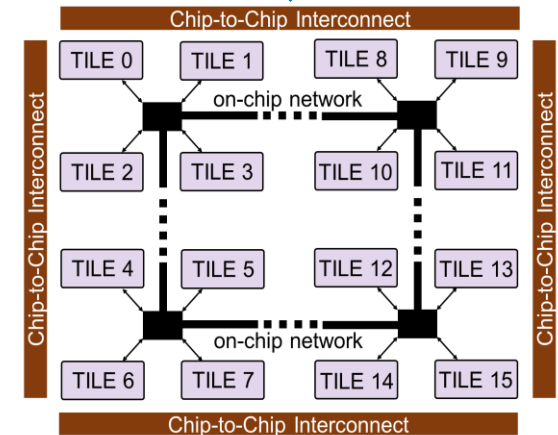 Chip-to-Chip Interconnect
TILE 0
TILE 1
TILE 8
TILE 9
on-chip network
TILE 2
TILE 3
TILE 10
TILE 11
Chip-to-Chip Interconnect
Chip-to-Chip Interconnect
TILE 4
TILE 5
TILE 12
TILE 13
on-chip network
TILE 6
TILE 7
TILE 14
TILE 15
Chip-to-Chip Interconnect